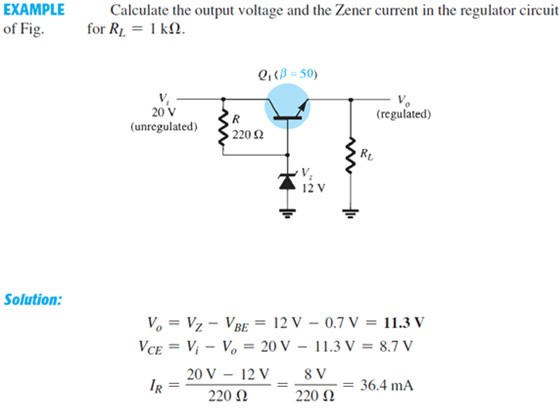 EXAMPLE Calculate the output voltage and the Zener current in the regulator circuit
of Fig. for R_L = 1 kΩ.
Q₁ (β = 50)
V_i
20 V
(unregulated)
R
220 Ω
V_o
(regulated)
R_L
V_z
12 V
Solution:
V_o = V_Z − V_BE = 12 V − 0.7 V = 11.3 V
V_CE = V_i − V_o = 20 V − 11.3 V = 8.7 V
I_R = (20 V − 12 V) / 220 Ω = 8 V / 220 Ω = 36.4 mA